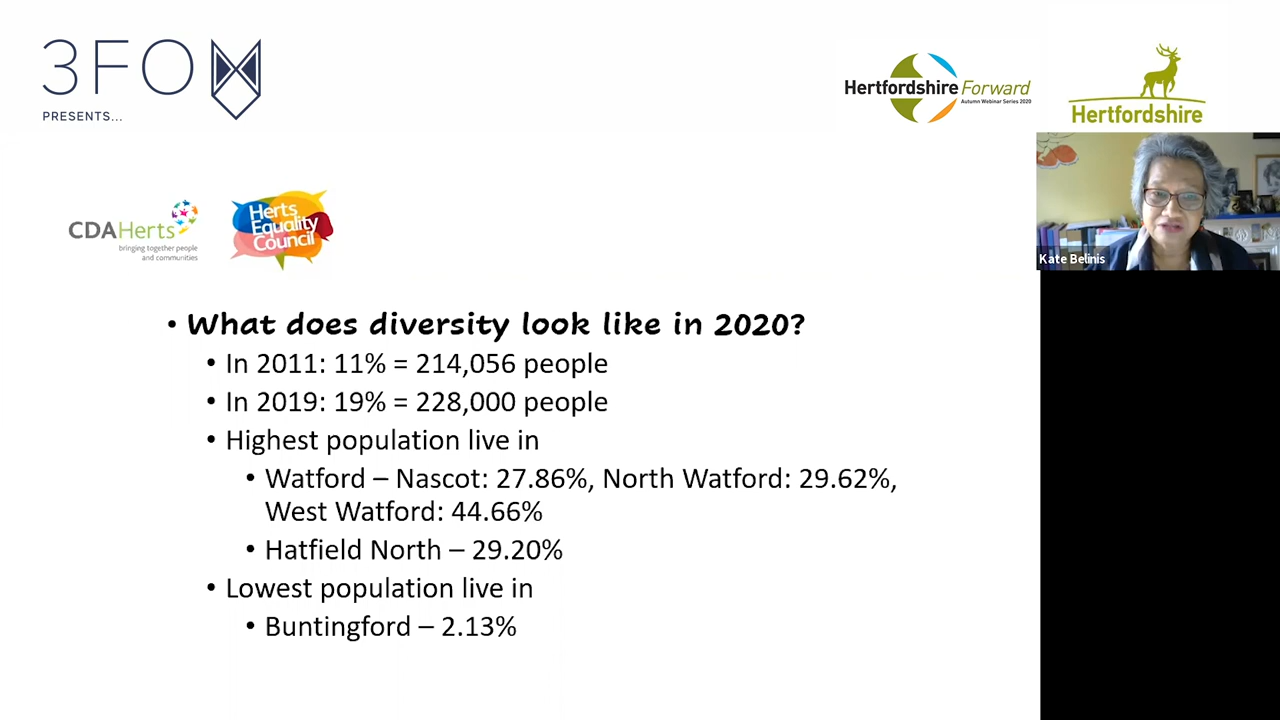 3FOX
PRESENTS...
Hertfordshire Forward
Autumn Webinar Series 2020
Hertfordshire
Kate Belinis
CDAHerts
bringing together people
and communities
Herts
Equality
Council
• What does diversity look like in 2020?
• In 2011: 11% = 214,056 people
• In 2019: 19% = 228,000 people
• Highest population live in
• Watford – Nascot: 27.86%, North Watford: 29.62%,
West Watford: 44.66%
• Hatfield North – 29.20%
• Lowest population live in
• Buntingford – 2.13%